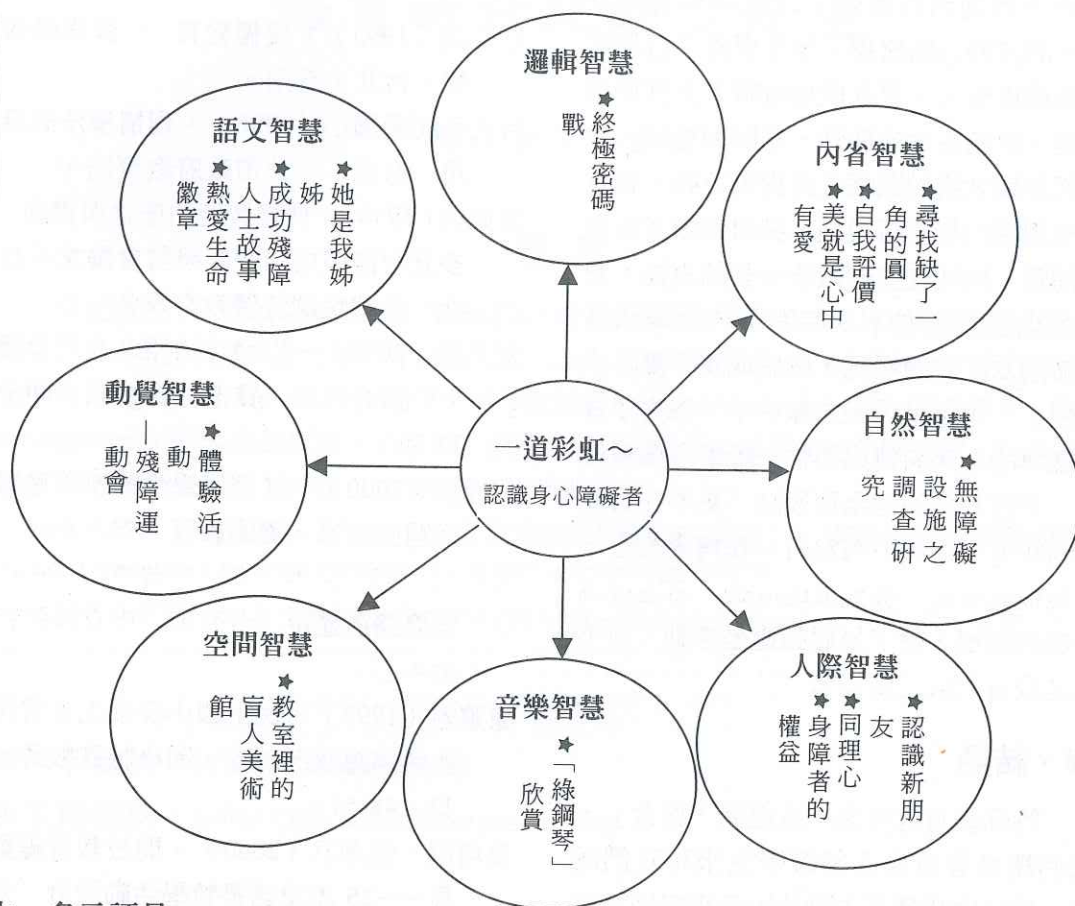 邏輯智慧
★終極密碼
戰
語文智慧
★她是我姊
姊
★成功殘障
人士故事
★熱愛生命
徽章
內省智慧
★尋找缺了一
角的圓
★自我評價
★美就是心中
有愛
動覺智慧
★體驗活
動
—殘障運
動會
一道彩虹
認識身心障礙者
自然智慧
★無障礙
設施之
調查研
究
空間智慧
★教室裡的
盲人美術
館
音樂智慧
★「綠鋼琴」
欣賞
人際智慧
★認識新朋
友
★同理心
★身障者的
權益